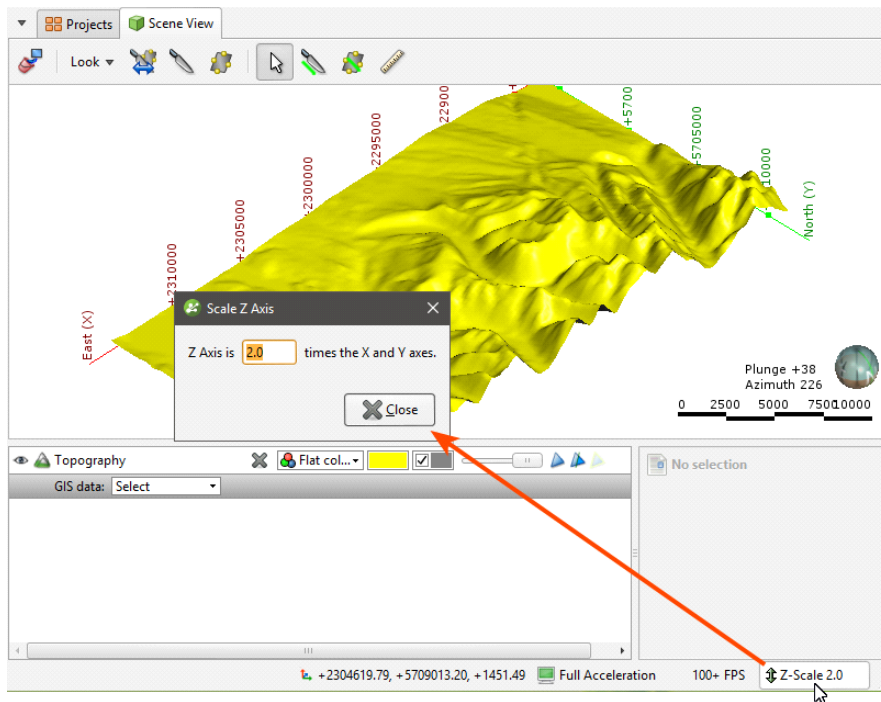 Projects
Scene View
Look
22900
+5700
2295000
+5705000
+2300000
10000
+2305000
North (Y)
+2310000
East (X)
Scale Z Axis
Z Axis is 2.0 times the X and Y axes.
Close
Plunge +38
Azimuth 226
0 2500 5000 7500 10000
Topography
Flat col...
No selection
GIS data: Select
+2304619.79, +5709013.20, +1451.49
Full Acceleration
100+ FPS
Z-Scale 2.0